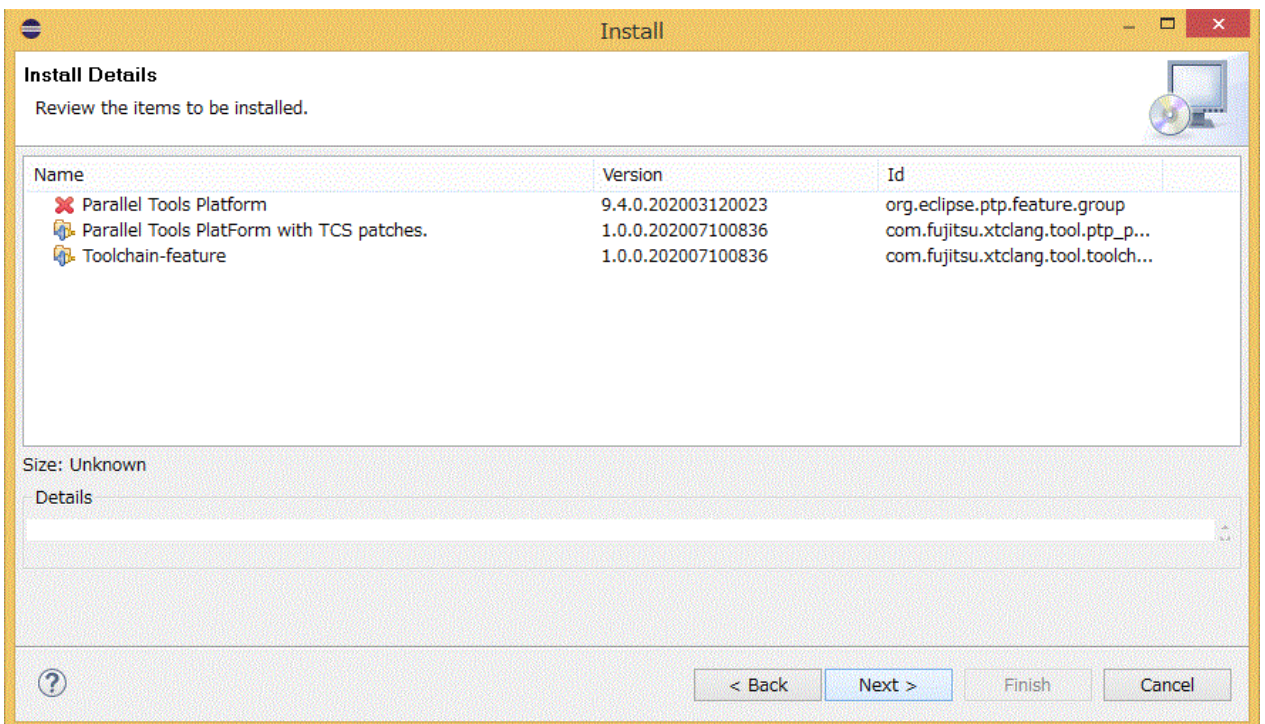 Install
Install Details
Review the items to be installed.
Name Version Id
Parallel Tools Platform 9.4.0.202003120023 org.eclipse.ptp.feature.group
Parallel Tools PlatForm with TCS patches. 1.0.0.202007100836 com.fujitsu.xtclang.tool.ptp_p...
Toolchain-feature 1.0.0.202007100836 com.fujitsu.xtclang.tool.toolch...
Size: Unknown
Details
< Back Next > Finish Cancel